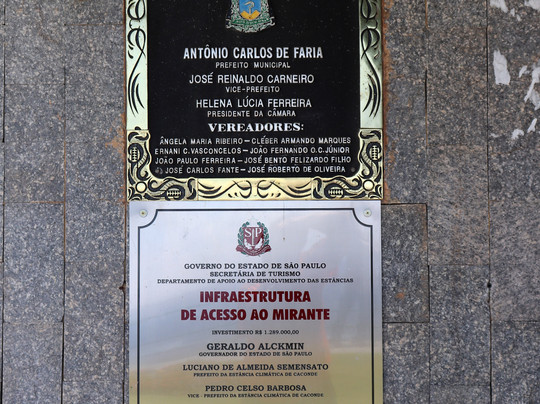 ANTÔNIO CARLOS DE FARIA
PREFEITO MUNICIPAL
JOSÉ REINALDO CARNEIRO
VICE-PREFEITO
HELENA LÚCIA FERREIRA
PRESIDENTE DA CÂMARA
VEREADORES:
ÂNGELA MARIA RIBEIRO – CLÉBER ARMANDO MARQUES
ERNANI C. VASCONCELOS – JOÃO FERNANDO O.C. JÚNIOR
JOÃO PAULO FERREIRA – JOSÉ BENTO FELIZARDO FILHO
JOSÉ CARLOS FANTE – JOSÉ ROBERTO DE OLIVEIRA
GOVERNO DO ESTADO DE SÃO PAULO
SECRETÁRIA DE TURISMO
DEPARTAMENTO DE APOIO AO DESENVOLVIMENTO DAS ESTÂNCIAS
INFRAESTRUTURA
DE ACESSO AO MIRANTE
INVESTIMENTO R$ 1.289.000,00
GERALDO ALCKMIN
GOVERNADOR DO ESTADO DE SÃO PAULO
LUCIANO DE ALMEIDA SEMENSATO
PREFEITO DA ESTÂNCIA CLIMÁTICA DE CACONDE
PEDRO CELSO BARBOSA
VICE - PREFEITO DA ESTÂNCIA CLIMÁTICA DE CACONDE